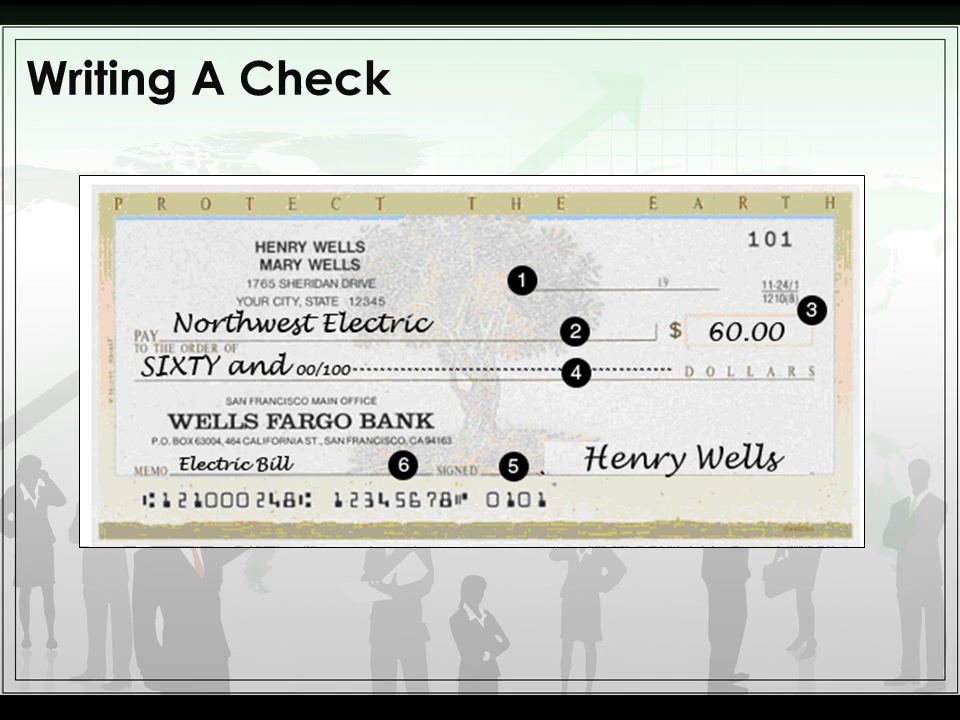 Writing A Check
PROTECT THE EARTH
101
HENRY WELLS
MARY WELLS
1765 SHERIDAN DRIVE
YOUR CITY, STATE 12345
1
19
11-24/1
1210(8)
3
PAY
TO THE ORDER OF
Northwest Electric
2
$ 60.00
SIXTY and 00/100
4
DOLLARS
SAN FRANCISCO MAIN OFFICE
WELLS FARGO BANK
P.O. BOX 63004, 464 CALIFORNIA ST., SAN FRANCISCO, CA 94163
MEMO Electric Bill 6 SIGNED 5 Henry Wells
⑆121000248⑆ 12345678⑈ 0101